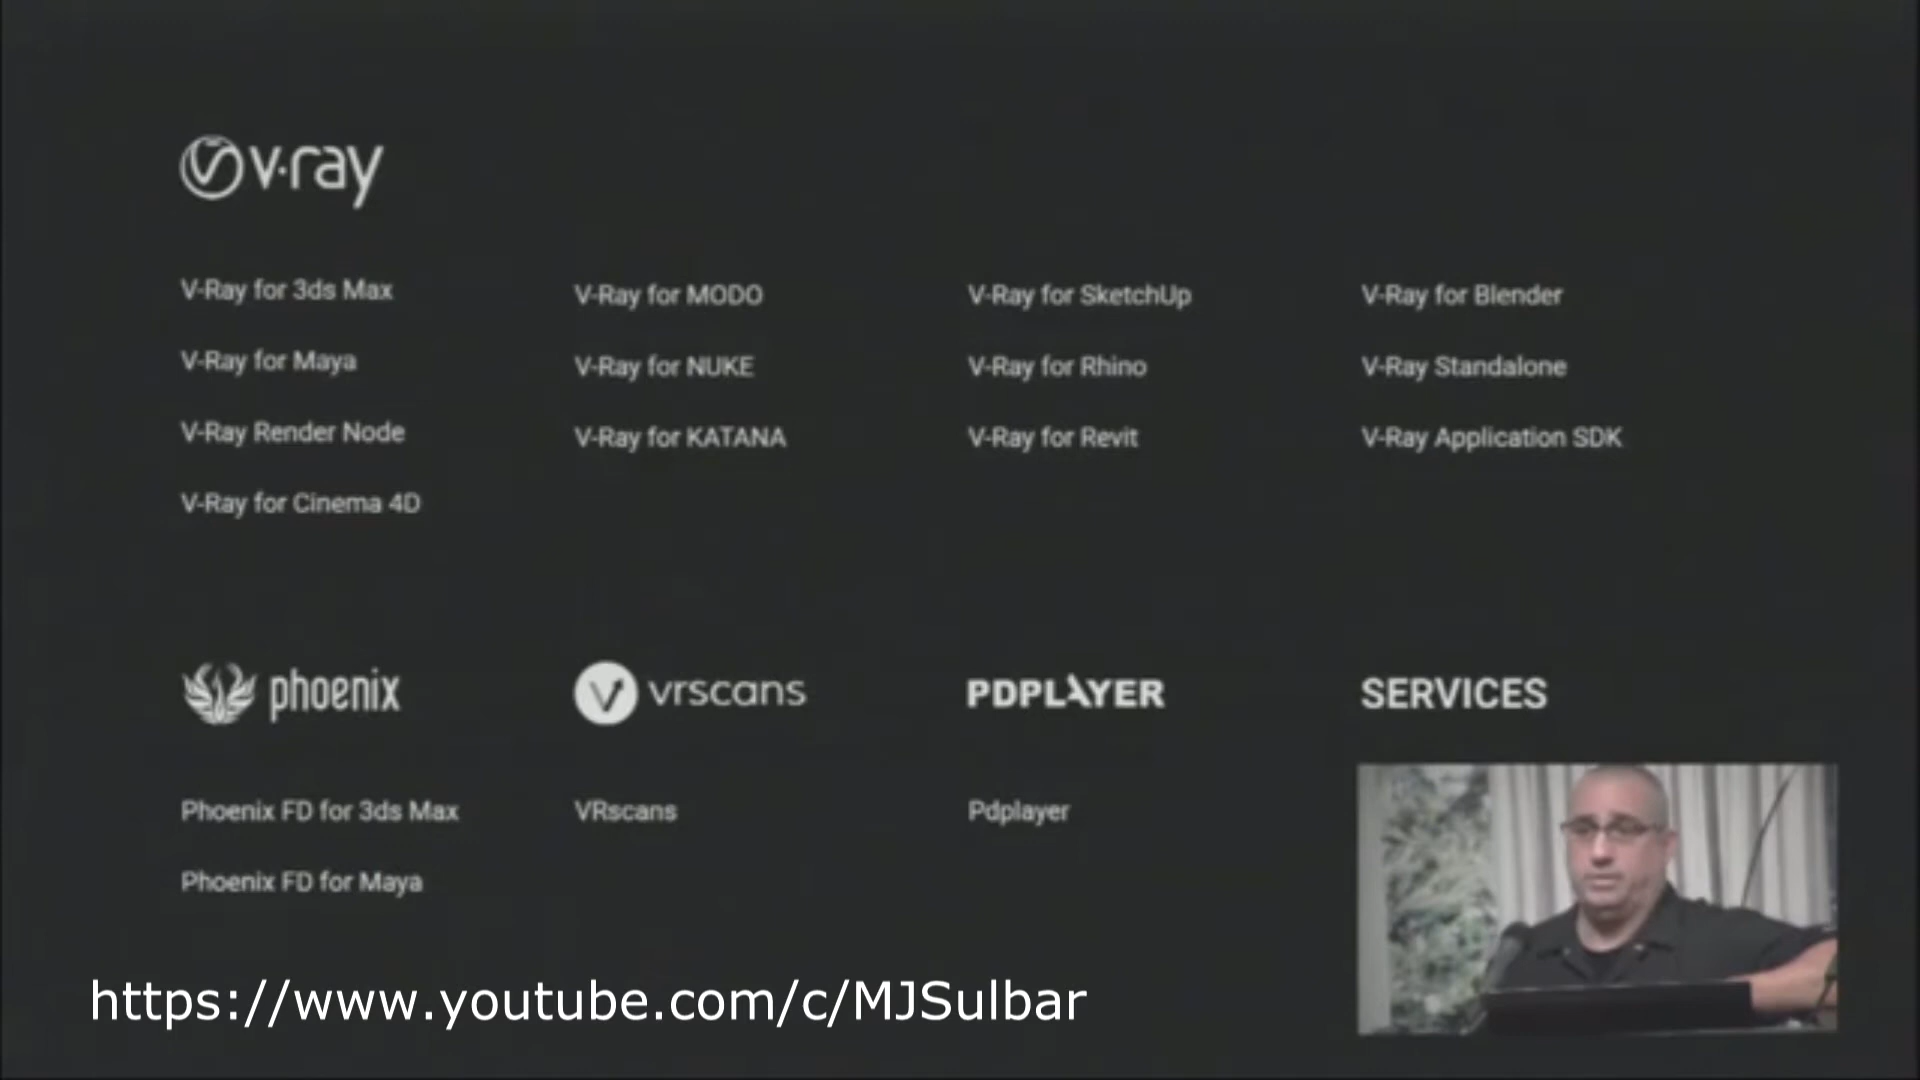 v·ray
V-Ray for 3ds Max
V-Ray for Maya
V-Ray Render Node
V-Ray for Cinema 4D
V-Ray for MODO
V-Ray for NUKE
V-Ray for KATANA
V-Ray for SketchUp
V-Ray for Rhino
V-Ray for Revit
V-Ray for Blender
V-Ray Standalone
V-Ray Application SDK
phoenix
Phoenix FD for 3ds Max
Phoenix FD for Maya
vrscans
VRscans
PDPLAYER
Pdplayer
SERVICES
https://www.youtube.com/c/MJSulbar